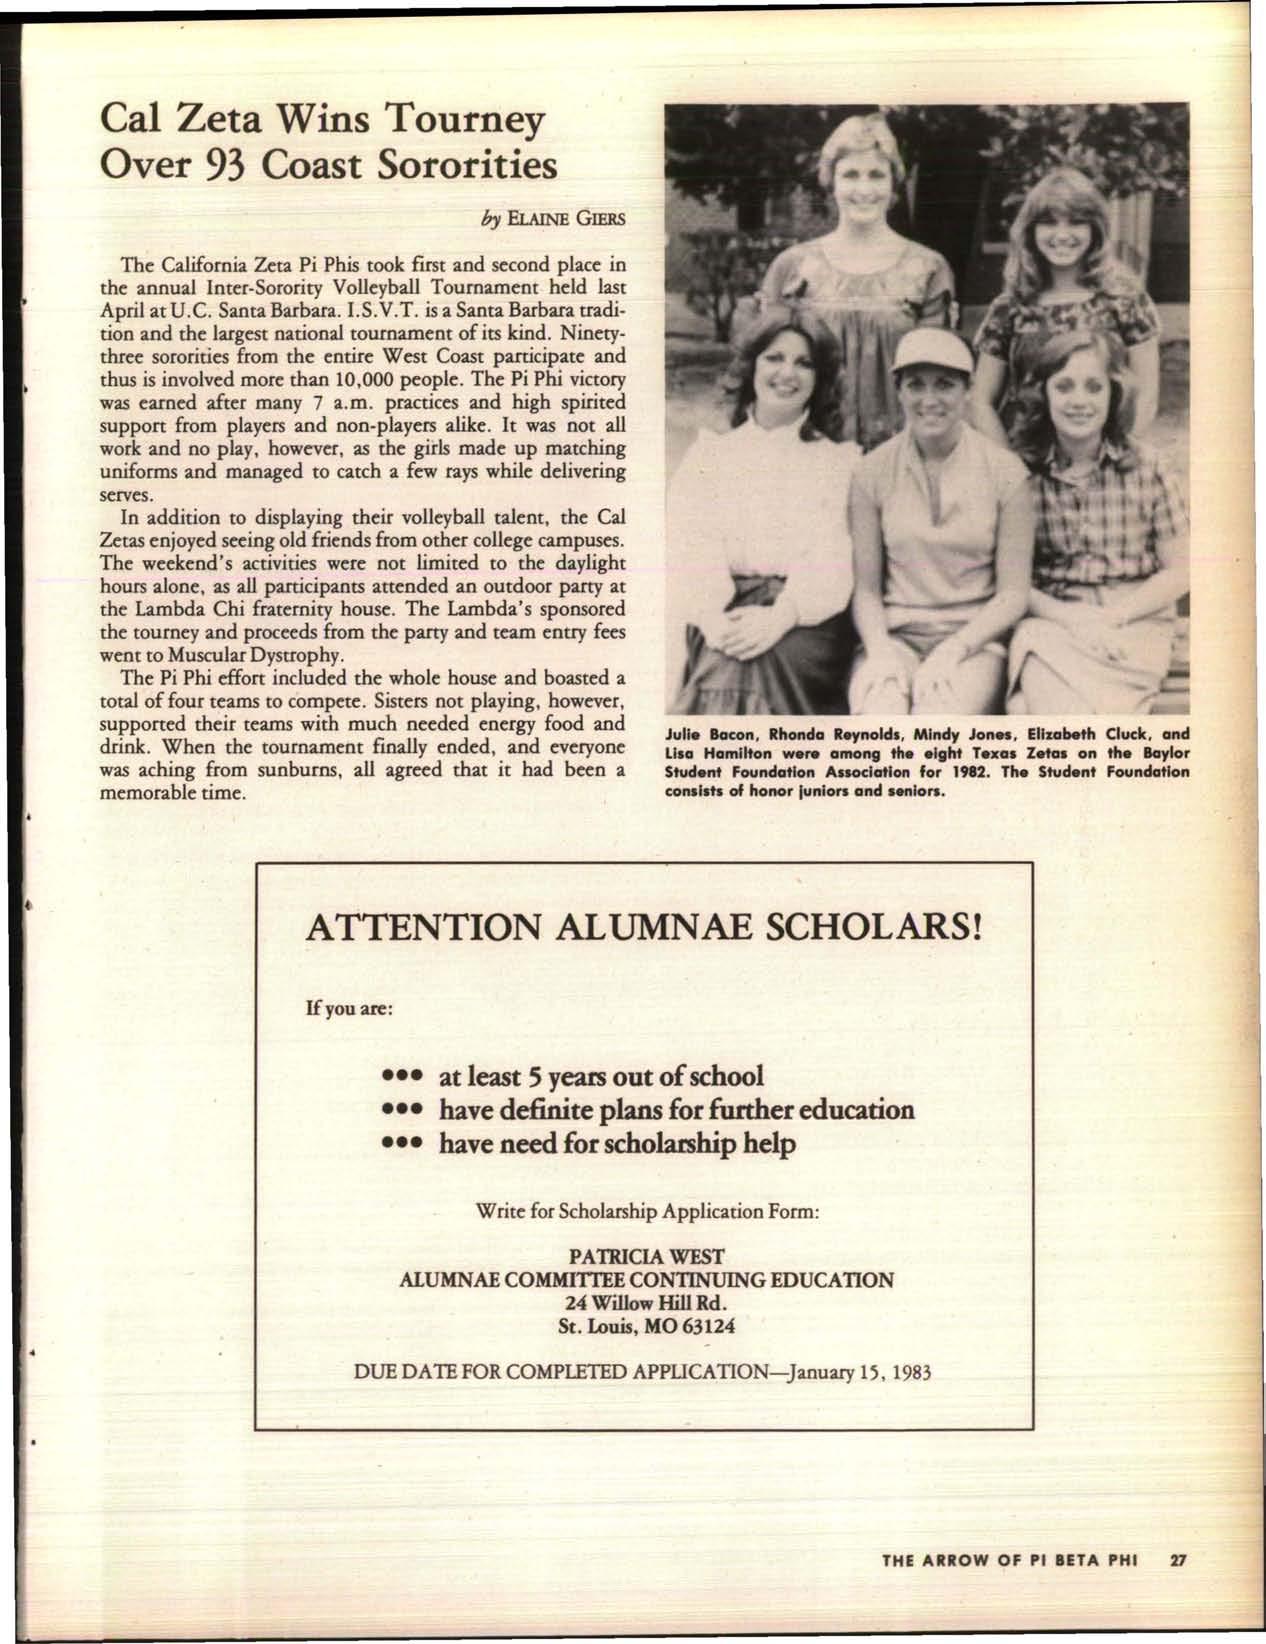 Cal Zeta Wins Tourney
Over 93 Coast Sororities
by ELAINE GIERS
The California Zeta Pi Phis took first and second place in
the annual Inter-Sorority Volleyball Tournament held last
April at U.C. Santa Barbara. I.S.V.T. is a Santa Barbara tradi-
tion and the largest national tournament of its kind. Ninety-
three sororities from the entire West Coast participate and
thus is involved more than 10,000 people. The Pi Phi victory
was earned after many 7 a.m. practices and high spirited
support from players and non-players alike. It was not all
work and no play, however, as the girls made up matching
uniforms and managed to catch a few rays while delivering
serves.
In addition to displaying their volleyball talent, the Cal
Zetas enjoyed seeing old friends from other college campuses.
The weekend's activities were not limited to the daylight
hours alone, as all participants attended an outdoor party at
the Lambda Chi fraternity house. The Lambda's sponsored
the tourney and proceeds from the party and team entry fees
went to Muscular Dystrophy.
The Pi Phi effort included the whole house and boasted a
total of four teams to compete. Sisters not playing, however,
supported their teams with much needed energy food and
drink. When the tournament finally ended, and everyone
was aching from sunburns, all agreed that it had been a
memorable time.
Julie Bacon, Rhonda Reynolds, Mindy Jones, Elizabeth Cluck, and
Lisa Hamilton were among the eight Texas Zetas on the Baylor
Student Foundation Association for 1982. The Student Foundation
consists of honor juniors and seniors.
ATTENTION ALUMNAE SCHOLARS!
If you are:
••• at least 5 years out of school
••• have definite plans for further education
••• have need for scholarship help
Write for Scholarship Application Form:
PATRICIA WEST
ALUMNAE COMMITTEE CONTINUING EDUCATION
24 Willow Hill Rd.
St. Louis, MO 63124
DUE DATE FOR COMPLETED APPLICATION—January 15, 1983
THE ARROW OF PI BETA PHI 27